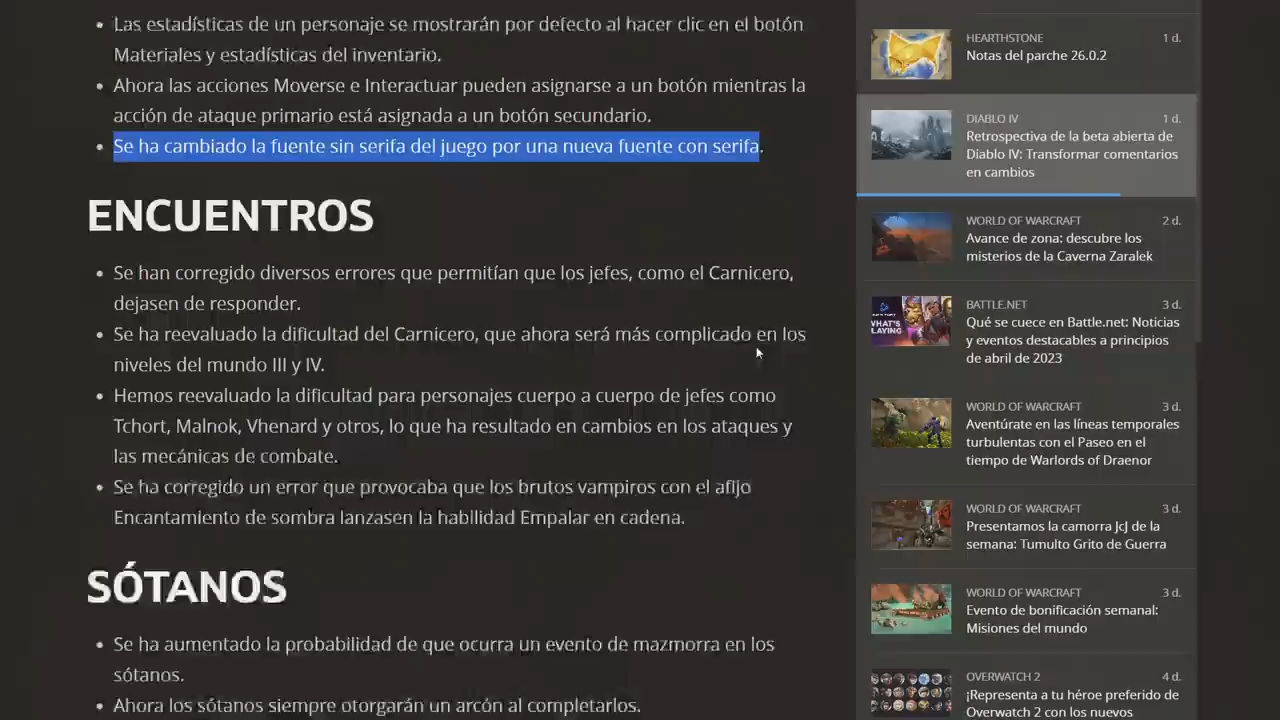 Las estadísticas de un personaje se mostrarán por defecto al hacer clic en el botón
Materiales y estadísticas del inventario.
Ahora las acciones Moverse e Interactuar pueden asignarse a un botón mientras la
acción de ataque primario está asignada a un botón secundario.
Se ha cambiado la fuente sin serifa del juego por una nueva fuente con serifa.
ENCUENTROS
Se han corregido diversos errores que permitían que los jefes, como el Carnicero,
dejasen de responder.
Se ha reevaluado la dificultad del Carnicero, que ahora será más complicado en los
niveles del mundo III y IV.
Hemos reevaluado la dificultad para personajes cuerpo a cuerpo de jefes como
Tchort, Malnok, Vhenard y otros, lo que ha resultado en cambios en los ataques y
las mecánicas de combate.
Se ha corregido un error que provocaba que los brutos vampiros con el afijo
Encantamiento de sombra lanzasen la habilidad Empalar en cadena.
SÓTANOS
Se ha aumentado la probabilidad de que ocurra un evento de mazmorra en los
sótanos.
Ahora los sótanos siempre otorgarán un arcón al completarlos.
HEARTHSTONE 1 d.
Notas del parche 26.0.2
DIABLO IV 1 d.
Retrospectiva de la beta abierta de
Diablo IV: Transformar comentarios
en cambios
WORLD OF WARCRAFT 2 d.
Avance de zona: descubre los
misterios de la Caverna Zaralek
BATTLE.NET 3 d.
WHAT'S
PLAYING
Qué se cuece en Battle.net: Noticias
y eventos destacables a principios
de abril de 2023
WORLD OF WARCRAFT 3 d.
Aventúrate en las líneas temporales
turbulentas con el Paseo en el
tiempo de Warlords of Draenor
WORLD OF WARCRAFT 3 d.
Presentamos la camorra JcJ de la
semana: Tumulto Grito de Guerra
WORLD OF WARCRAFT 3 d.
Evento de bonificación semanal:
Misiones del mundo
OVERWATCH 2 4 d.
¡Representa a tu héroe preferido de
Overwatch 2 con los nuevos